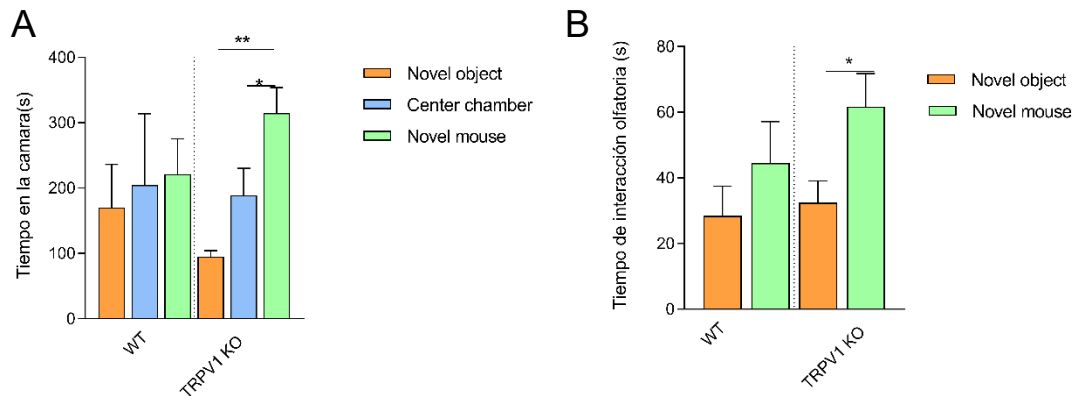 A
Tiempo en la camara(s)
400
300
200
100
0
**
*
WT
TRPV1 KO
Novel object
Center chamber
Novel mouse
B
Tiempo de interacción olfatoria (s)
80
60
40
20
0
*
WT
TRPV1 KO
Novel object
Novel mouse